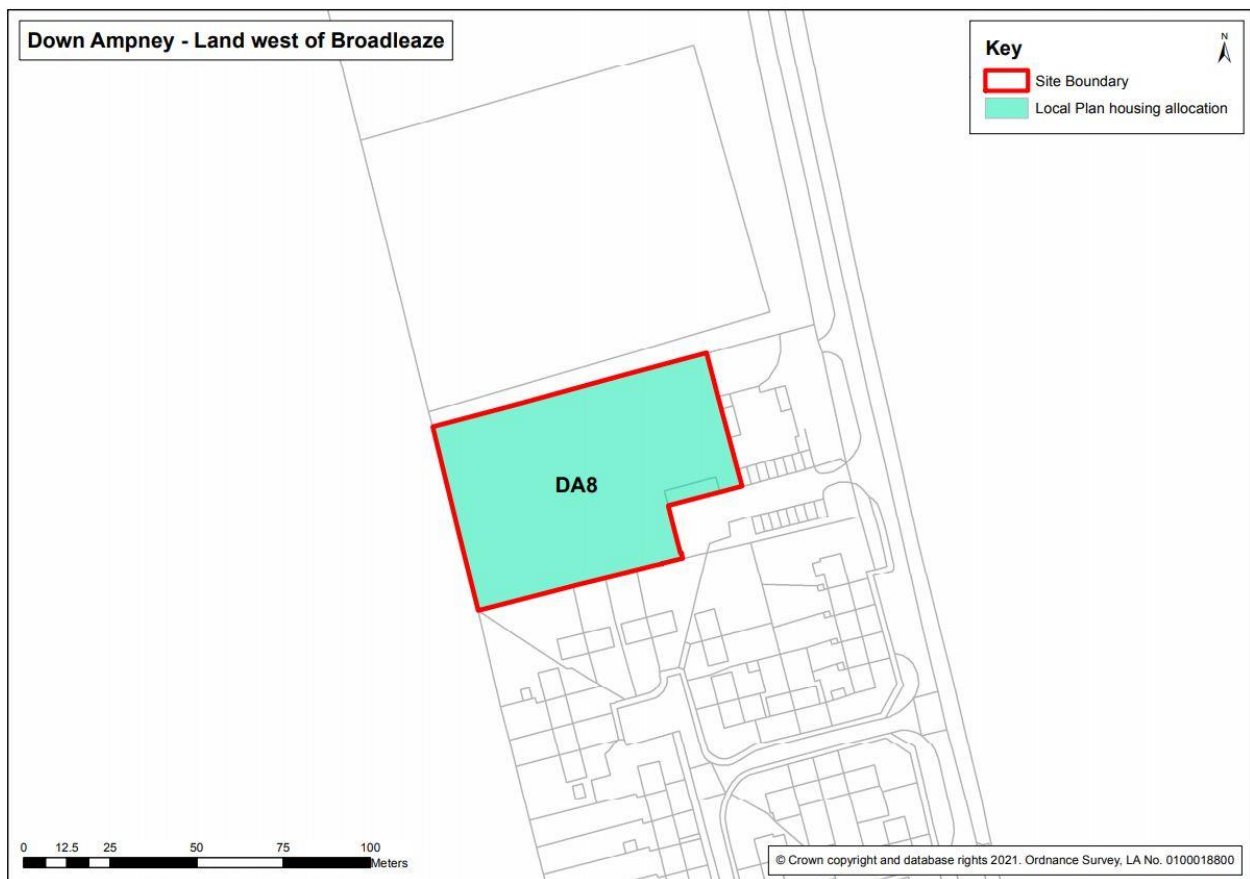 Down Ampney - Land west of Broadleaze
Key
N
Site Boundary
Local Plan housing allocation
DA8
0 12.5 25 50 75 100
Meters
© Crown copyright and database rights 2021. Ordnance Survey, LA No. 0100018800